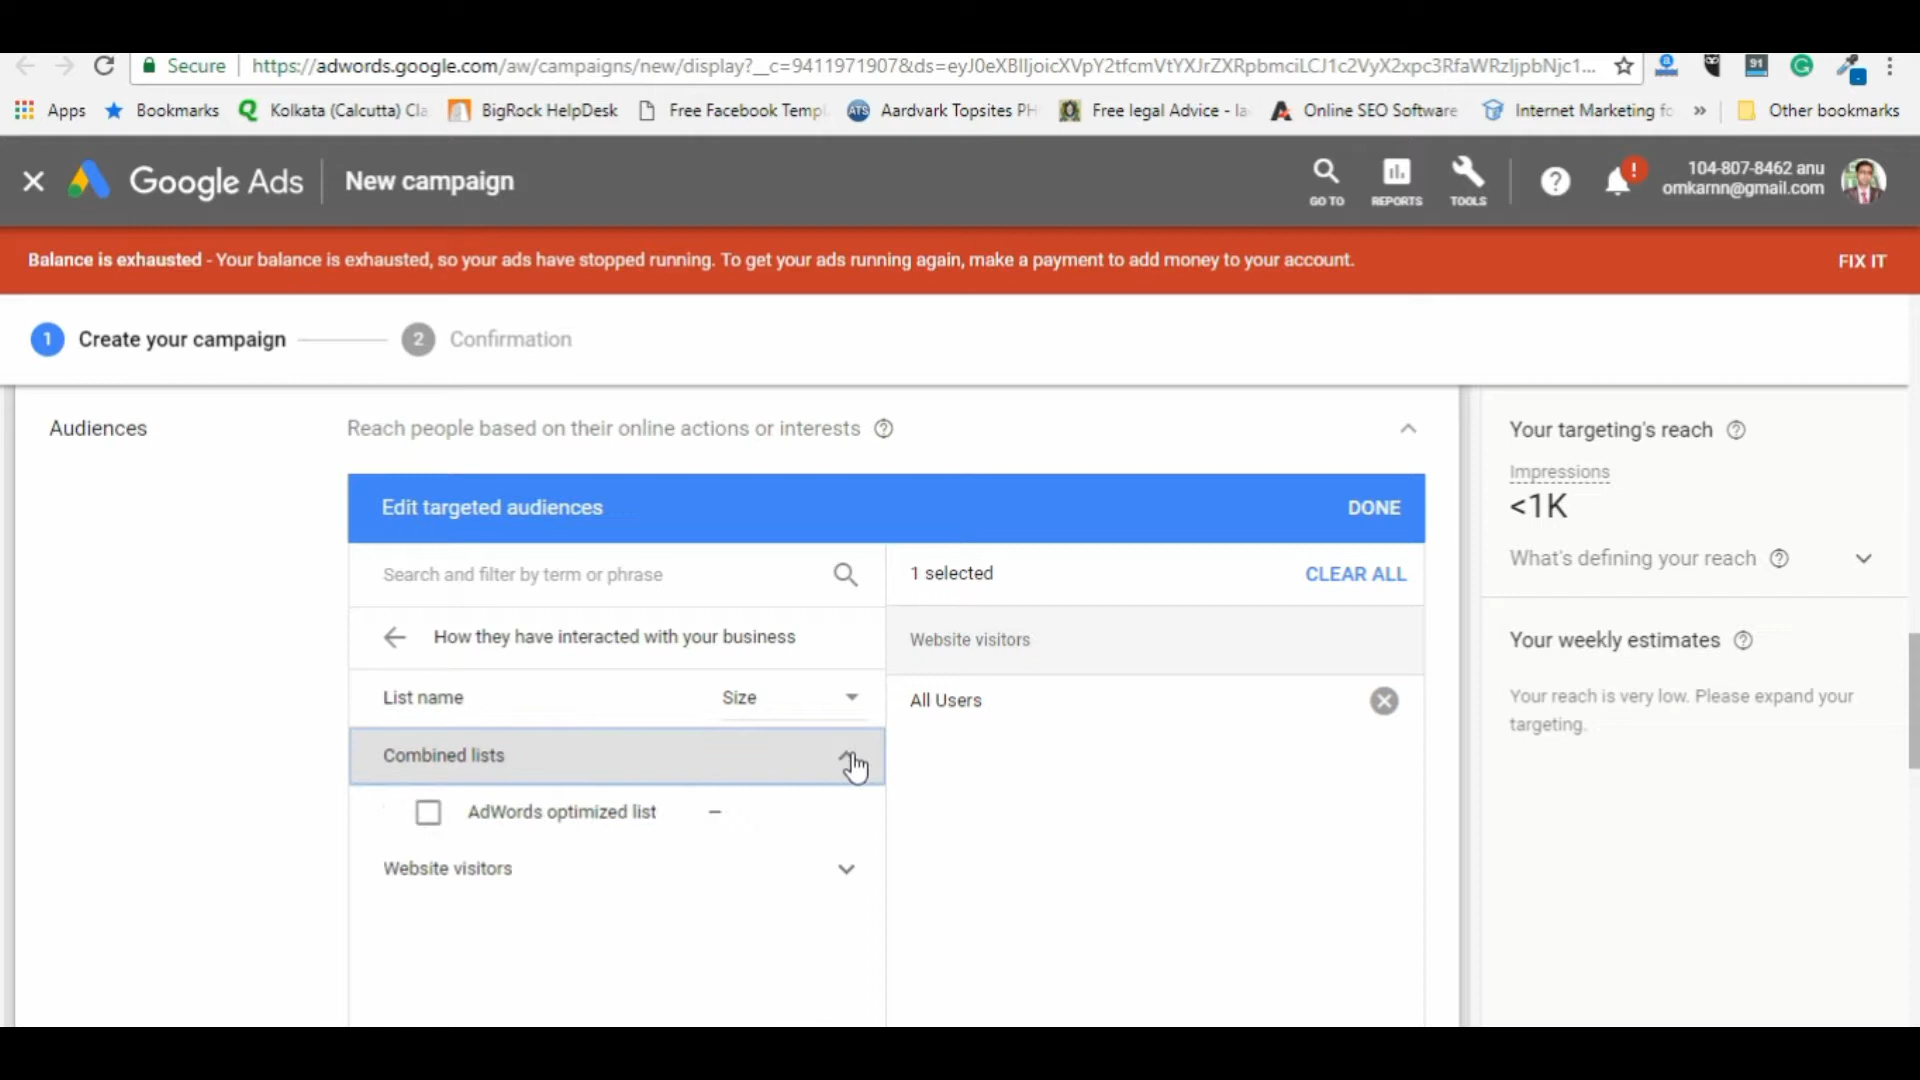 Secure https://adwords.google.com/aw/campaigns/new/display?__c=9411971907&ds=
Apps Bookmarks Kolkata (Calcutta) Cla BigRock HelpDesk Free Facebook Templ Aardvark Topsites PH Free legal Advice - la Online SEO Software Internet Marketing fo » Other bookmarks
Google Ads New campaign
GO TO REPORTS TOOLS
104-807-8462 anu
omkarnn@gmail.com
Balance is exhausted - Your balance is exhausted, so your ads have stopped running. To get your ads running again, make a payment to add money to your account. FIX IT
1 Create your campaign 2 Confirmation
Audiences Reach people based on their online actions or interests
Edit targeted audiences DONE
Search and filter by term or phrase
1 selected CLEAR ALL
How they have interacted with your business
Website visitors
List name Size
All Users
Combined lists
AdWords optimized list –
Website visitors
Your targeting's reach
Impressions
<1K
What's defining your reach
Your weekly estimates
Your reach is very low. Please expand your
targeting.